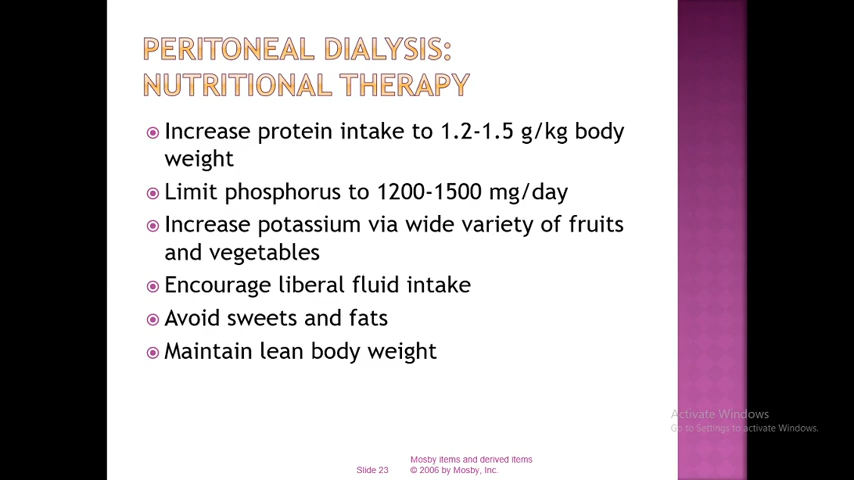 PERITONEAL DIALYSIS:
NUTRITIONAL THERAPY
Increase protein intake to 1.2-1.5 g/kg body
weight
Limit phosphorus to 1200-1500 mg/day
Increase potassium via wide variety of fruits
and vegetables
Encourage liberal fluid intake
Avoid sweets and fats
Maintain lean body weight
Activate Windows
Go to Settings to activate Windows.
Mosby items and derived items
Slide 23 © 2006 by Mosby, Inc.